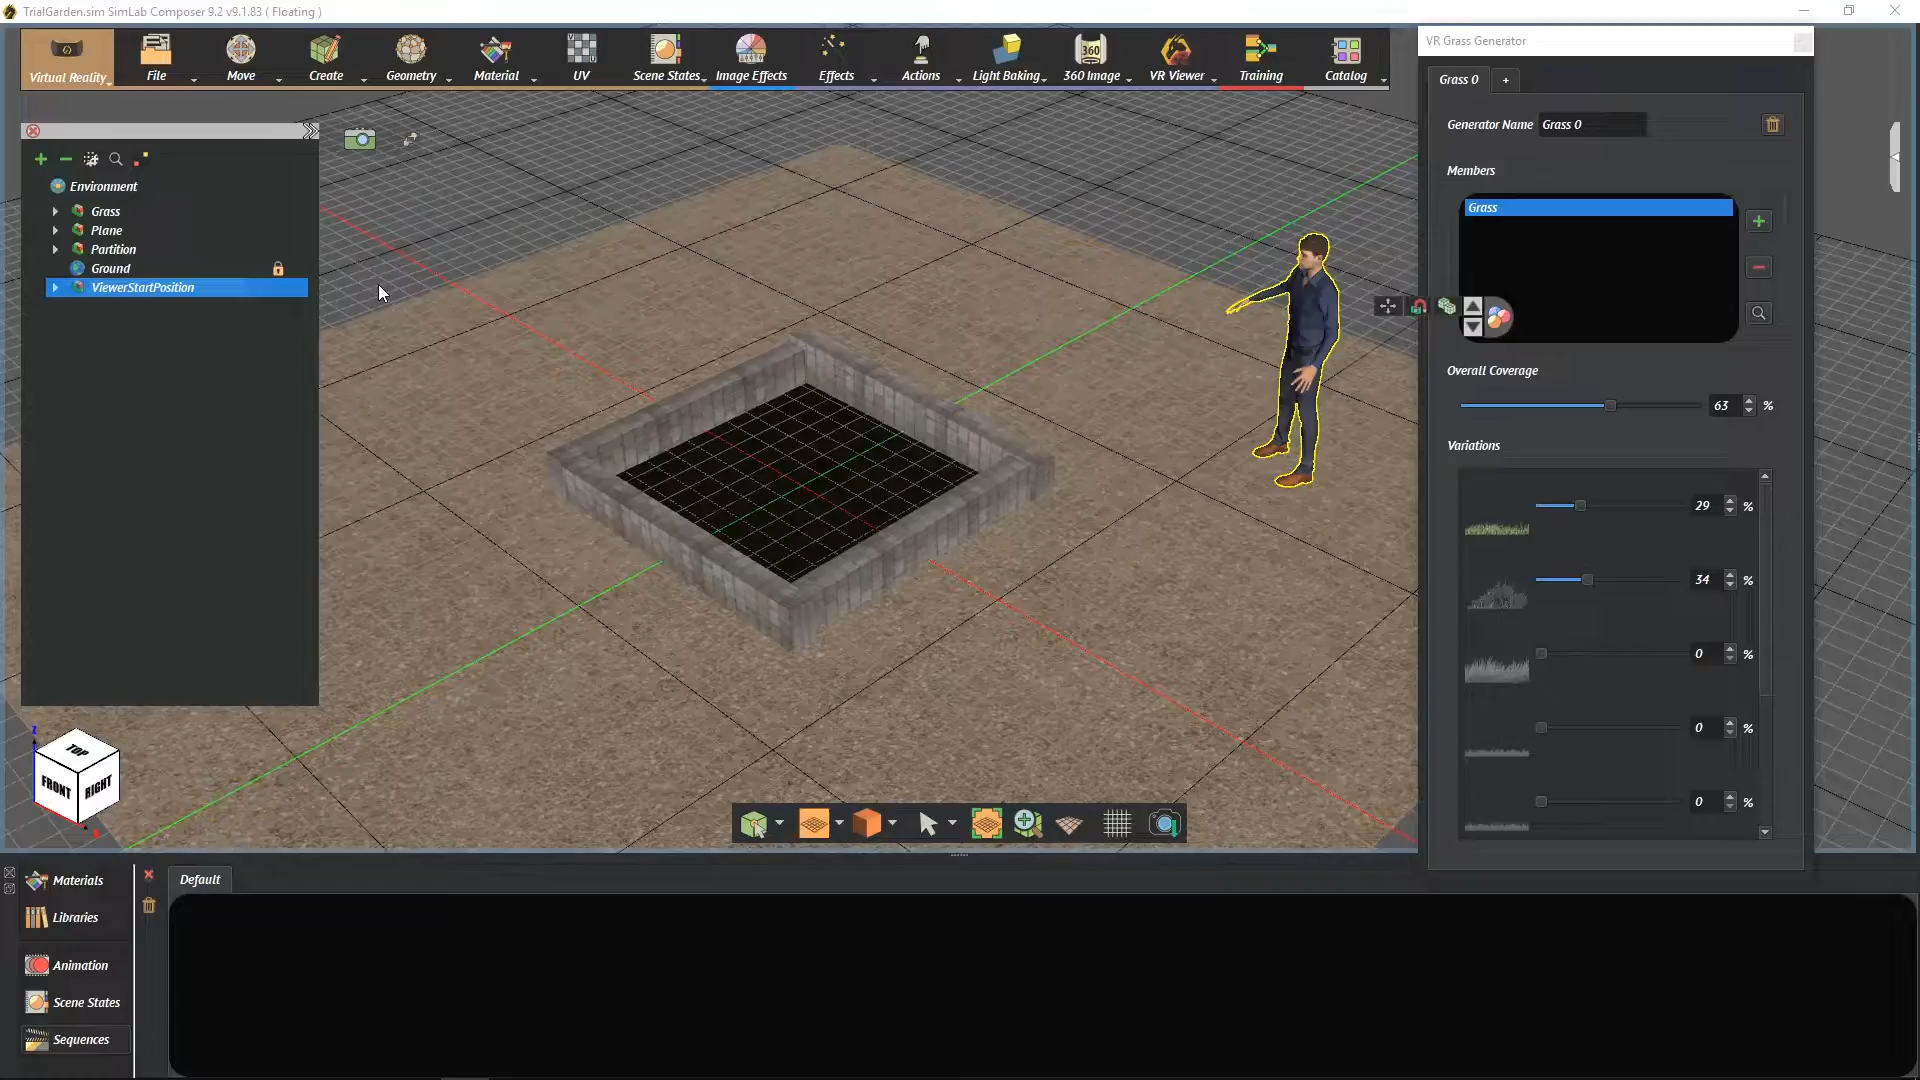 TrialGarden.sim SimLab Composer 9.2 v9.1.83 ( Floating )
Virtual Reality
File
Move
Create
Geometry
Material
UV
Scene States
Image Effects
Effects
Actions
Light Baking
360
360 Image
VR Viewer
Training
Catalog
VR Grass Generator
Grass 0
+
Generator Name
Grass 0
Members
Grass
Overall Coverage
63
%
Variations
29
%
34
%
0
%
0
%
0
%
Environment
Grass
Plane
Partition
Ground
ViewerStartPosition
Z
TOP
FRONT
RIGHT
Materials
Libraries
Animation
Scene States
Sequences
Default